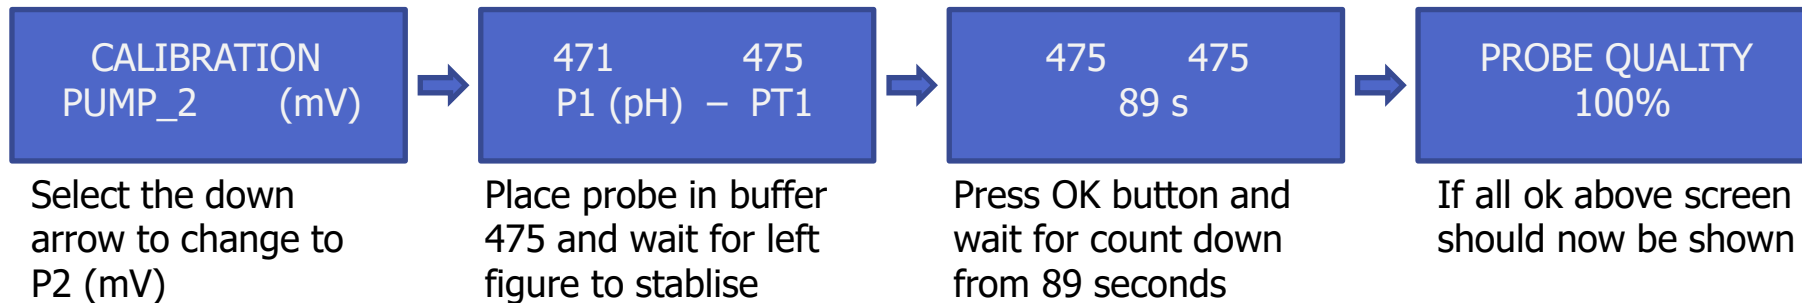 CALIBRATION
PUMP_2 (mV)
Select the down
arrow to change to
P2 (mV)
471 475
P1 (pH) – PT1
Place probe in buffer
475 and wait for left
figure to stablise
475 475
89 s
Press OK button and
wait for count down
from 89 seconds
PROBE QUALITY
100%
If all ok above screen
should now be shown